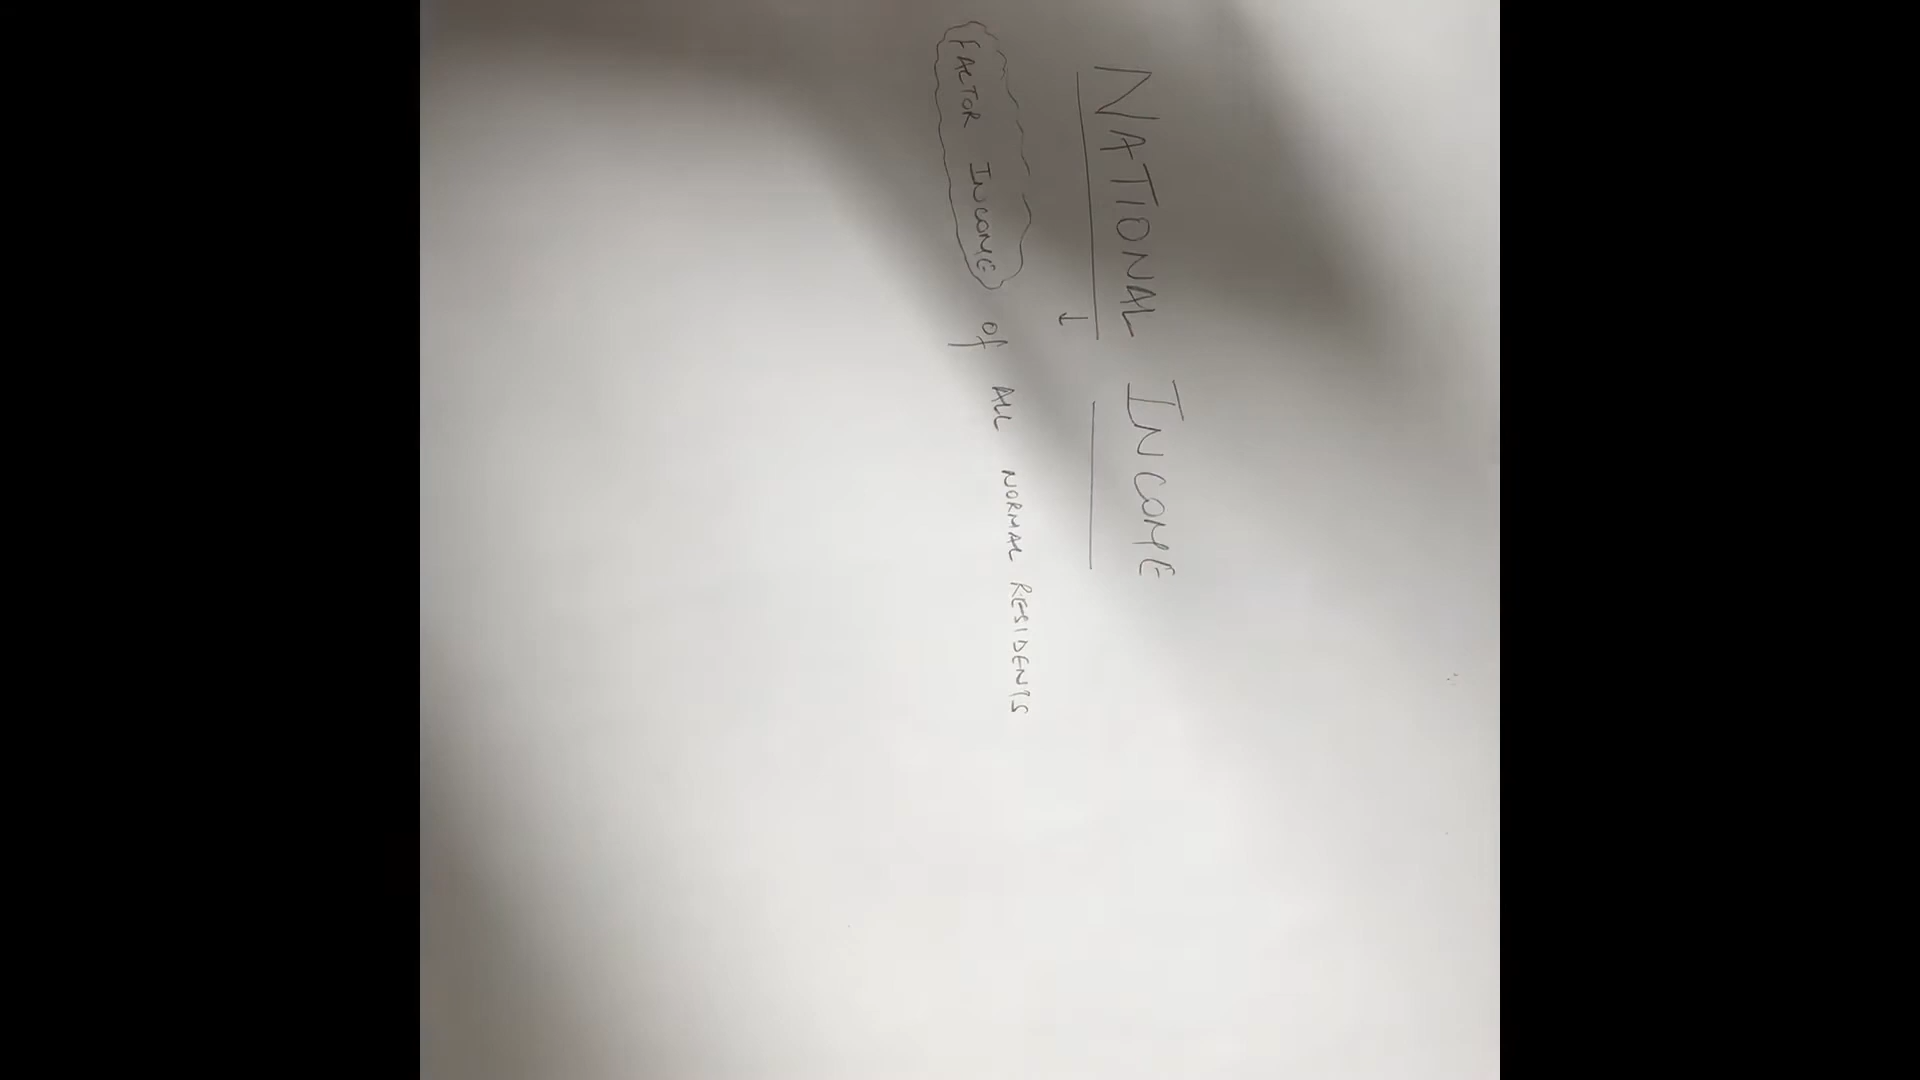 NATIONAL INCOME
↓
FACTOR INCOME of ALL NORMAL RESIDENTS